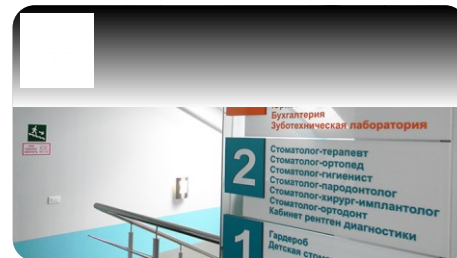 Бухгалтерия
Зуботехническая лаборатория
2
Стоматолог-терапевт
Стоматолог-ортопед
Стоматолог-гигиенист
Стоматолог-пародонтолог
Стоматолог-хирург-имплантолог
Стоматолог-ортодонт
Кабинет рентген диагностики
1
Гардероб
Детская